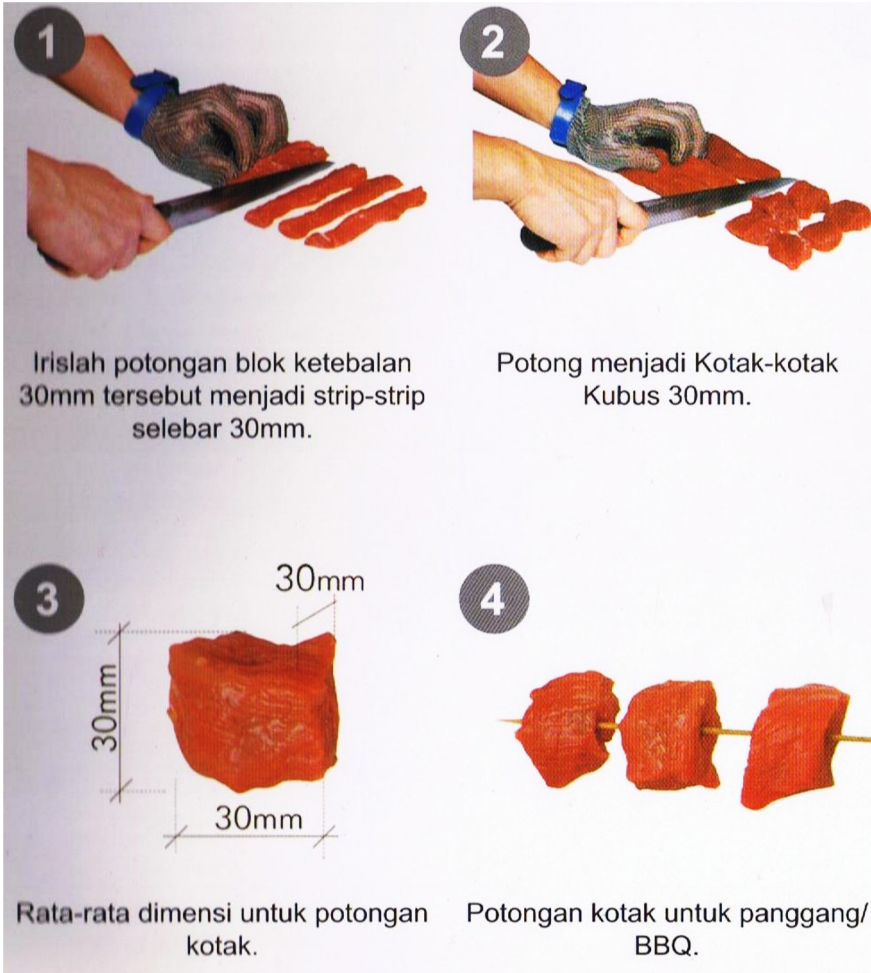 1
Irislah potongan blok ketebalan
30mm tersebut menjadi strip-strip
selebar 30mm.
2
Potong menjadi Kotak-kotak
Kubus 30mm.
3
30mm
30mm
30mm
Rata-rata dimensi untuk potongan
kotak.
4
Potongan kotak untuk panggang/
BBQ.